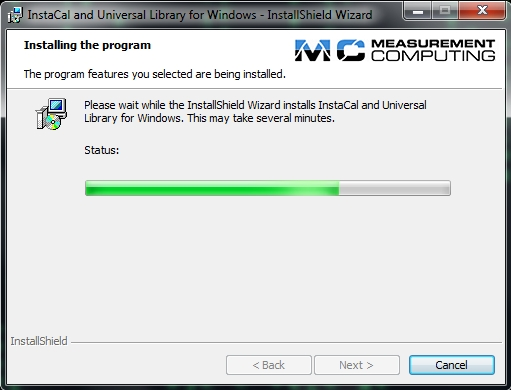 InstaCal and Universal Library for Windows - InstallShield Wizard
Installing the program
The program features you selected are being installed.
MC MEASUREMENT
COMPUTING
Please wait while the InstallShield Wizard installs InstaCal and Universal
Library for Windows. This may take several minutes.
Status:
InstallShield
< Back
Next >
Cancel